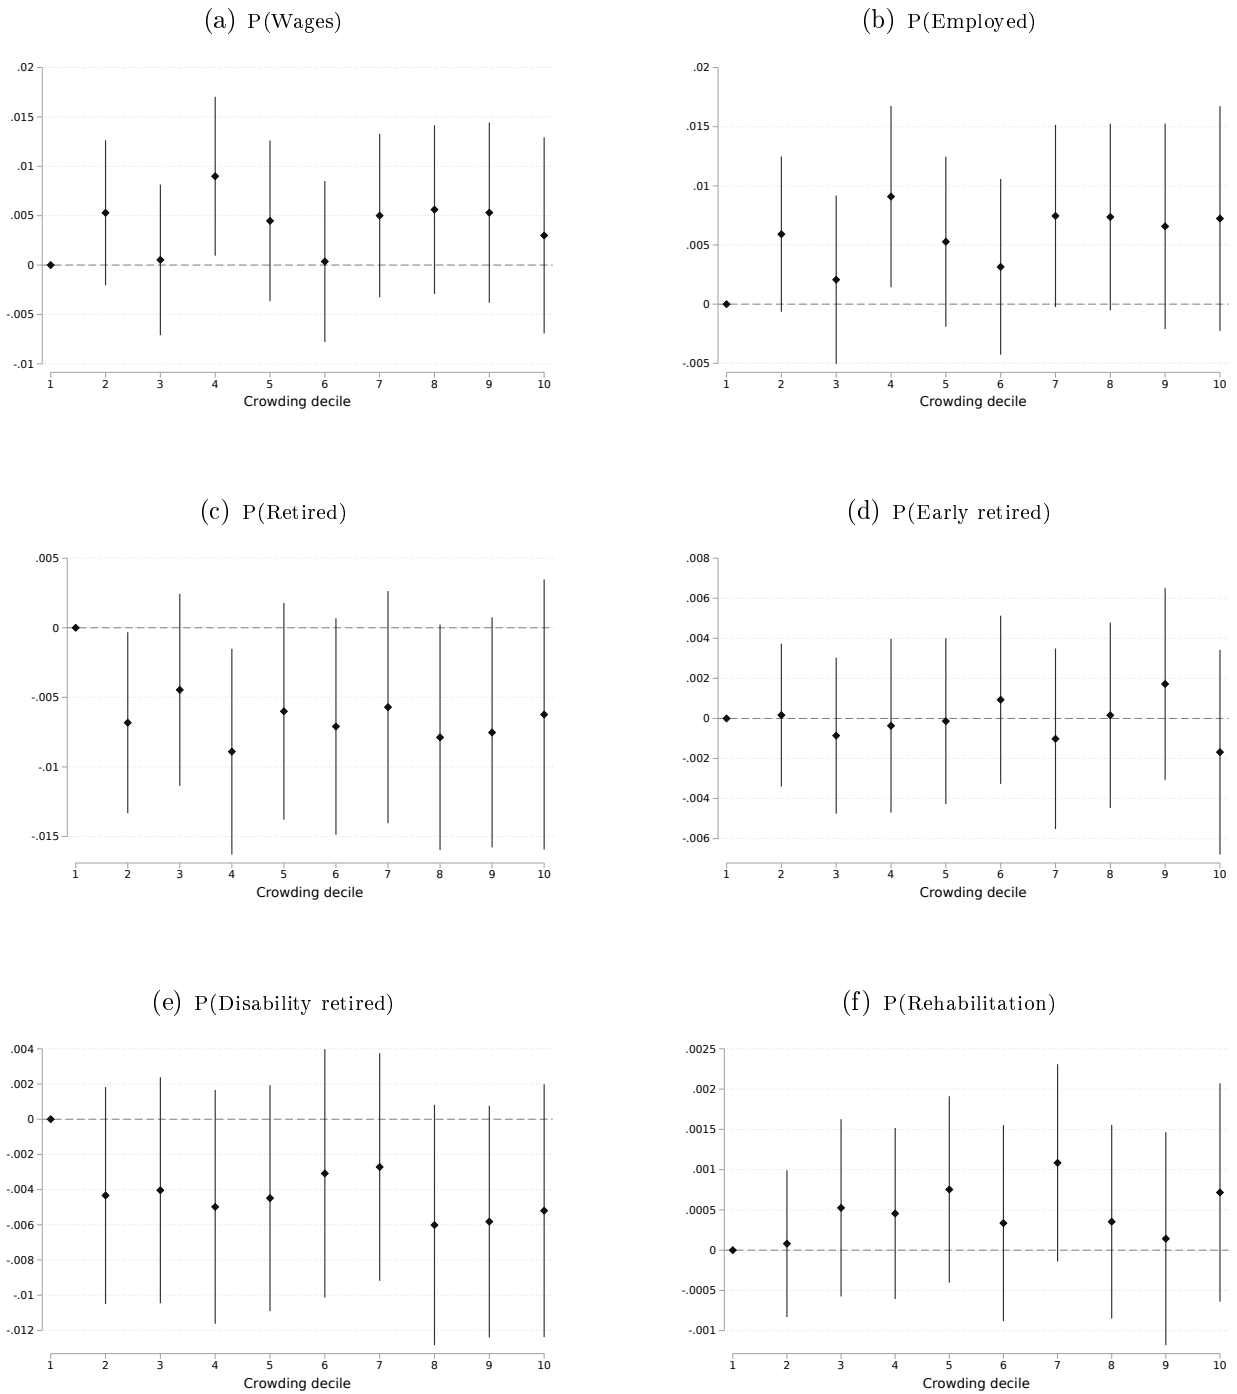 (a) P(Wages)
.02
.015
.01
.005
0
-.005
-.01
1 2 3 4 5 6 7 8 9 10
Crowding decile
(b) P(Employed)
.02
.015
.01
.005
0
-.005
1 2 3 4 5 6 7 8 9 10
Crowding decile
(c) P(Retired)
.005
0
-.005
-.01
-.015
1 2 3 4 5 6 7 8 9 10
Crowding decile
(d) P(Early retired)
.008
.006
.004
.002
0
-.002
-.004
-.006
1 2 3 4 5 6 7 8 9 10
Crowding decile
(e) P(Disability retired)
.004
.002
0
-.002
-.004
-.006
-.008
-.01
-.012
1 2 3 4 5 6 7 8 9 10
Crowding decile
(f) P(Rehabilitation)
.0025
.002
.0015
.001
.0005
0
-.0005
-.001
1 2 3 4 5 6 7 8 9 10
Crowding decile